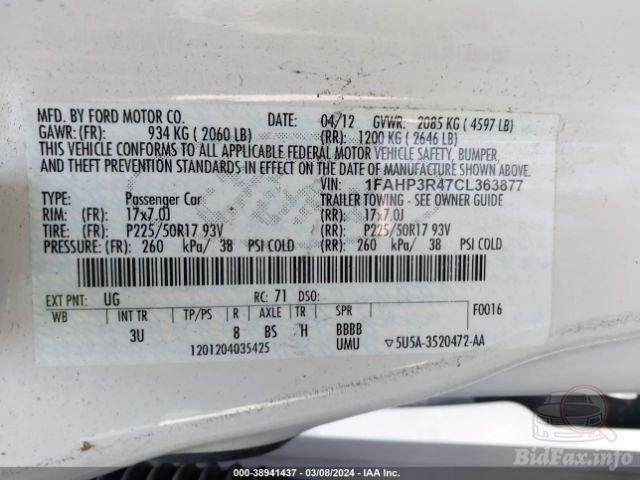 MFD. BY FORD MOTOR CO. DATE: 04/12 GVWR: 2085 KG ( 4597 LB)
GAWR: (FR): 934 KG ( 2060 LB) (RR): 1200 KG ( 2646 LB)
THIS VEHICLE CONFORMS TO ALL APPLICABLE FEDERAL MOTOR VEHICLE SAFETY, BUMPER,
AND THEFT PREVENTION STANDARDS IN EFFECT ON THE DATE OF MANUFACTURE SHOWN ABOVE.
VIN: 1FAHP3R47CL363877
TYPE: Passenger Car TRAILER TOWING - SEE OWNER GUIDE
RIM: (FR): 17x7.0J (RR): 17x7.0J
TIRE: (FR): P225/50R17 93V (RR): P225/50R17 93V
PRESSURE: (FR): 260 kPa/ 38 PSI COLD (RR): 260 kPa/ 38 PSI COLD
EXT PNT: UG RC: 71 DSO: F0016
WB INT TR TP/PS R AXLE TR SPR
3U 8 BS H BBBB
1201204035425 UMU ▽5U5A-3520472-AA
BidFax.info
000-38941437 - 03/08/2024 - IAA Inc.